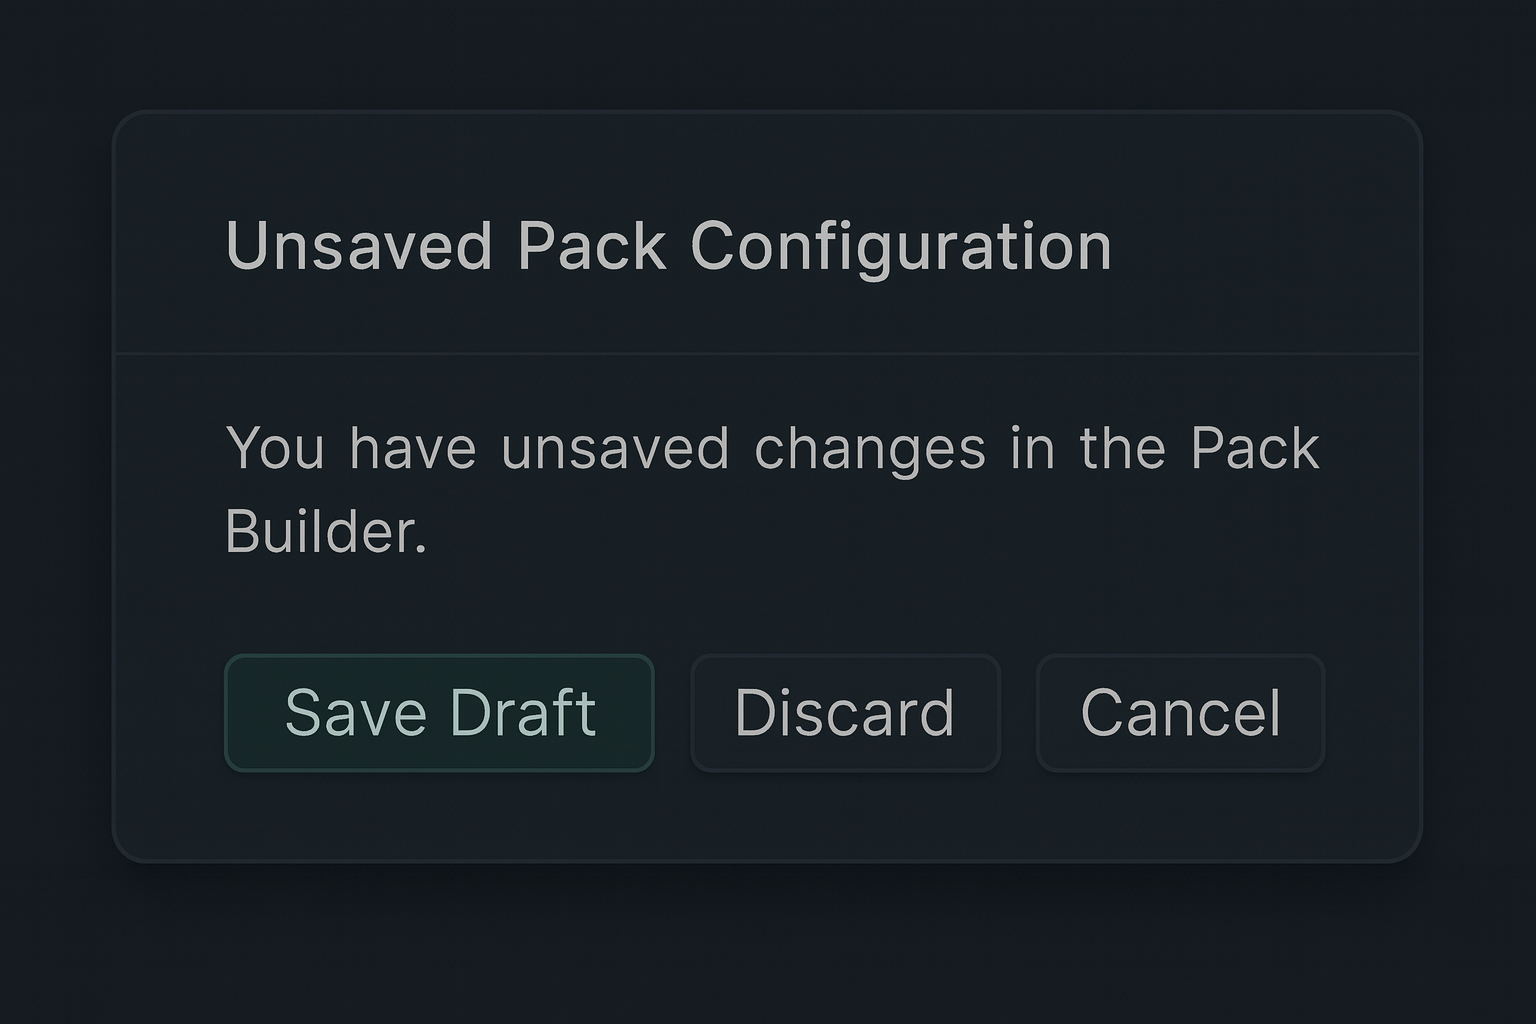 Unsaved Pack Configuration
You have unsaved changes in the Pack
Builder.
Save Draft
Discard
Cancel